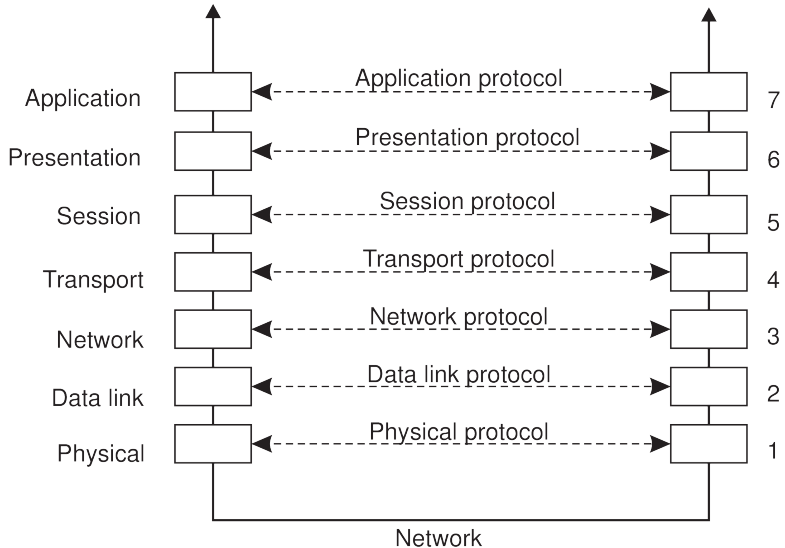 Application
Application protocol
7
Presentation
Presentation protocol
6
Session
Session protocol
5
Transport
Transport protocol
4
Network
Network protocol
3
Data link
Data link protocol
2
Physical
Physical protocol
1
Network